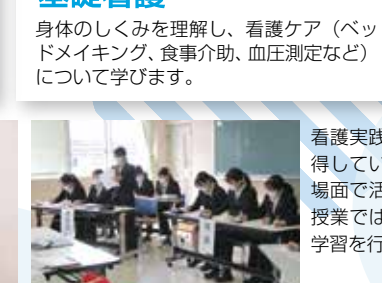 基礎看護
身体のしくみを理解し、看護ケア（ベッ
ドメイキング、食事介助、血圧測定など）
について学びます。
看護実践
得してい
場面で活
授業では
学習を行